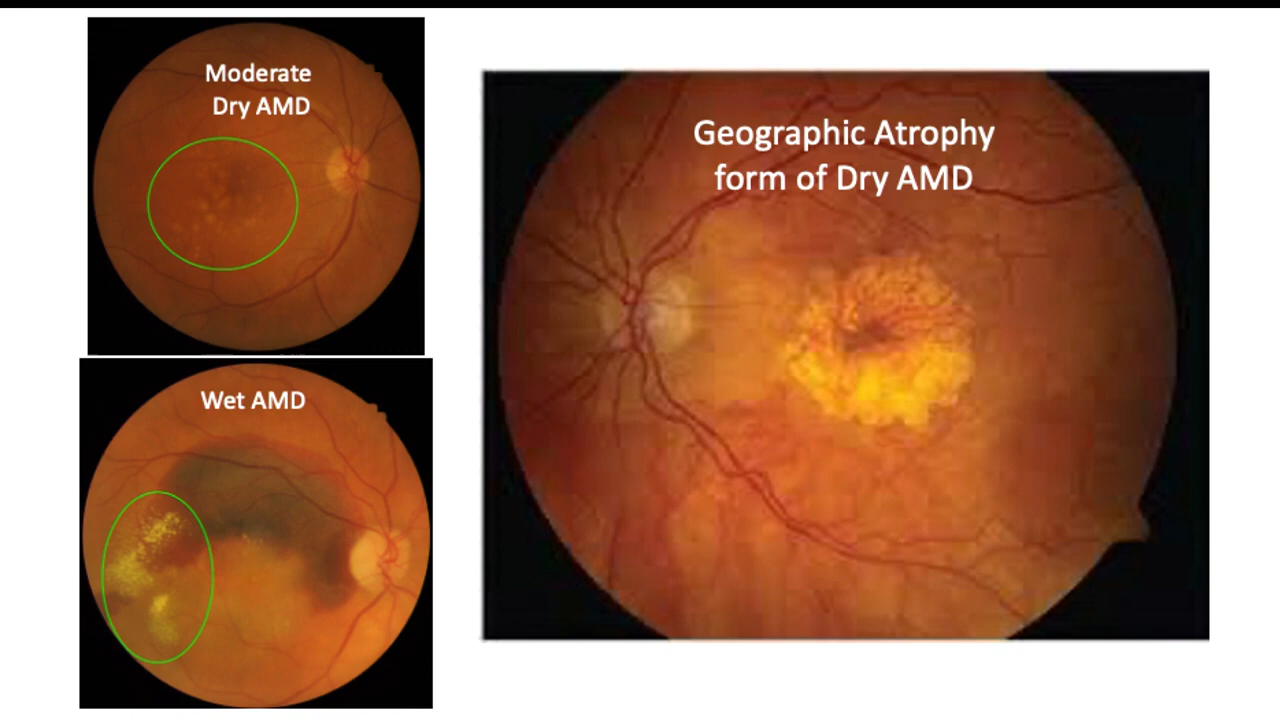 Moderate
Dry AMD
Wet AMD
Geographic Atrophy
form of Dry AMD